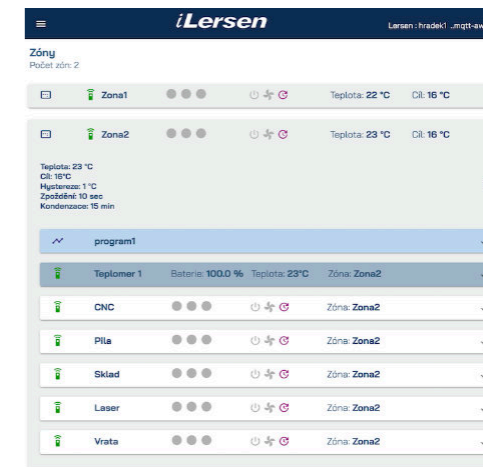 iLersen
Lersen : hradek1 _mqtt-aw
Zóny
Počet zón: 2
Zona1 Teplota: 22 °C Cíl: 16 °C
Zona2 Teplota: 23 °C Cíl: 16 °C
Teplota: 23 °C
Cíl: 16°C
Hystereze: 1 °C
Zpoždění: 10 sec
Kondenzace: 15 min
program1
Teplomer 1 Baterie: 100.0 % Teplota: 23°C Zóna: Zona2
CNC Zóna: Zona2
Pila Zóna: Zona2
Sklad Zóna: Zona2
Laser Zóna: Zona2
Vrata Zóna: Zona2